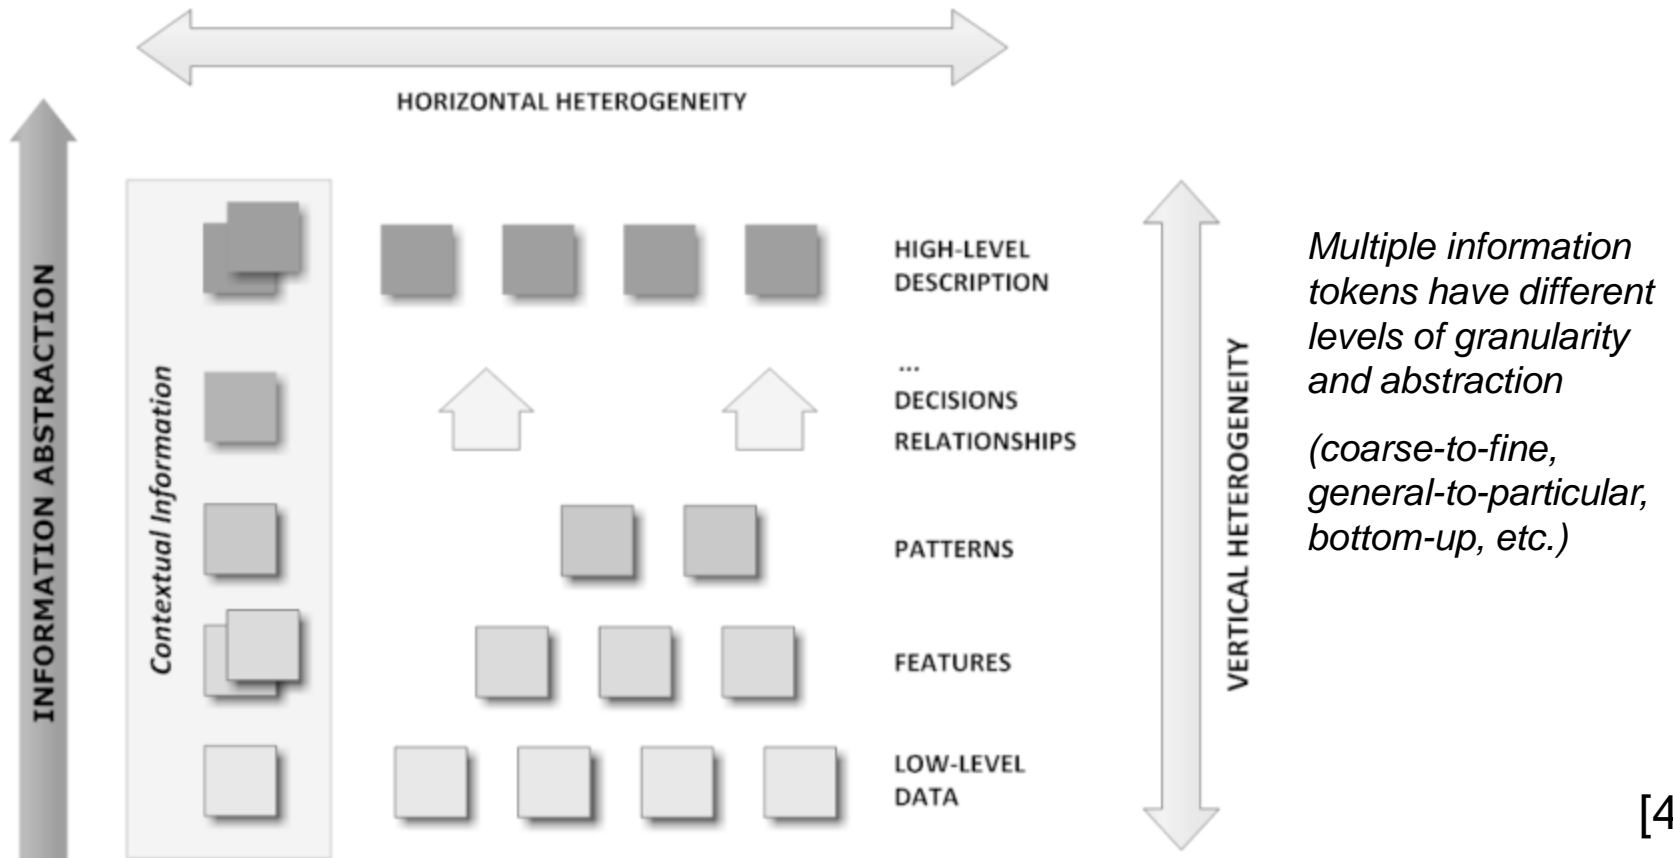 HORIZONTAL HETEROGENEITY
INFORMATION ABSTRACTION
Contextual Information
HIGH-LEVEL
DESCRIPTION
...
DECISIONS
RELATIONSHIPS
PATTERNS
FEATURES
LOW-LEVEL
DATA
VERTICAL HETEROGENEITY
Multiple information
tokens have different
levels of granularity
and abstraction
(coarse-to-fine,
general-to-particular,
bottom-up, etc.)
[4